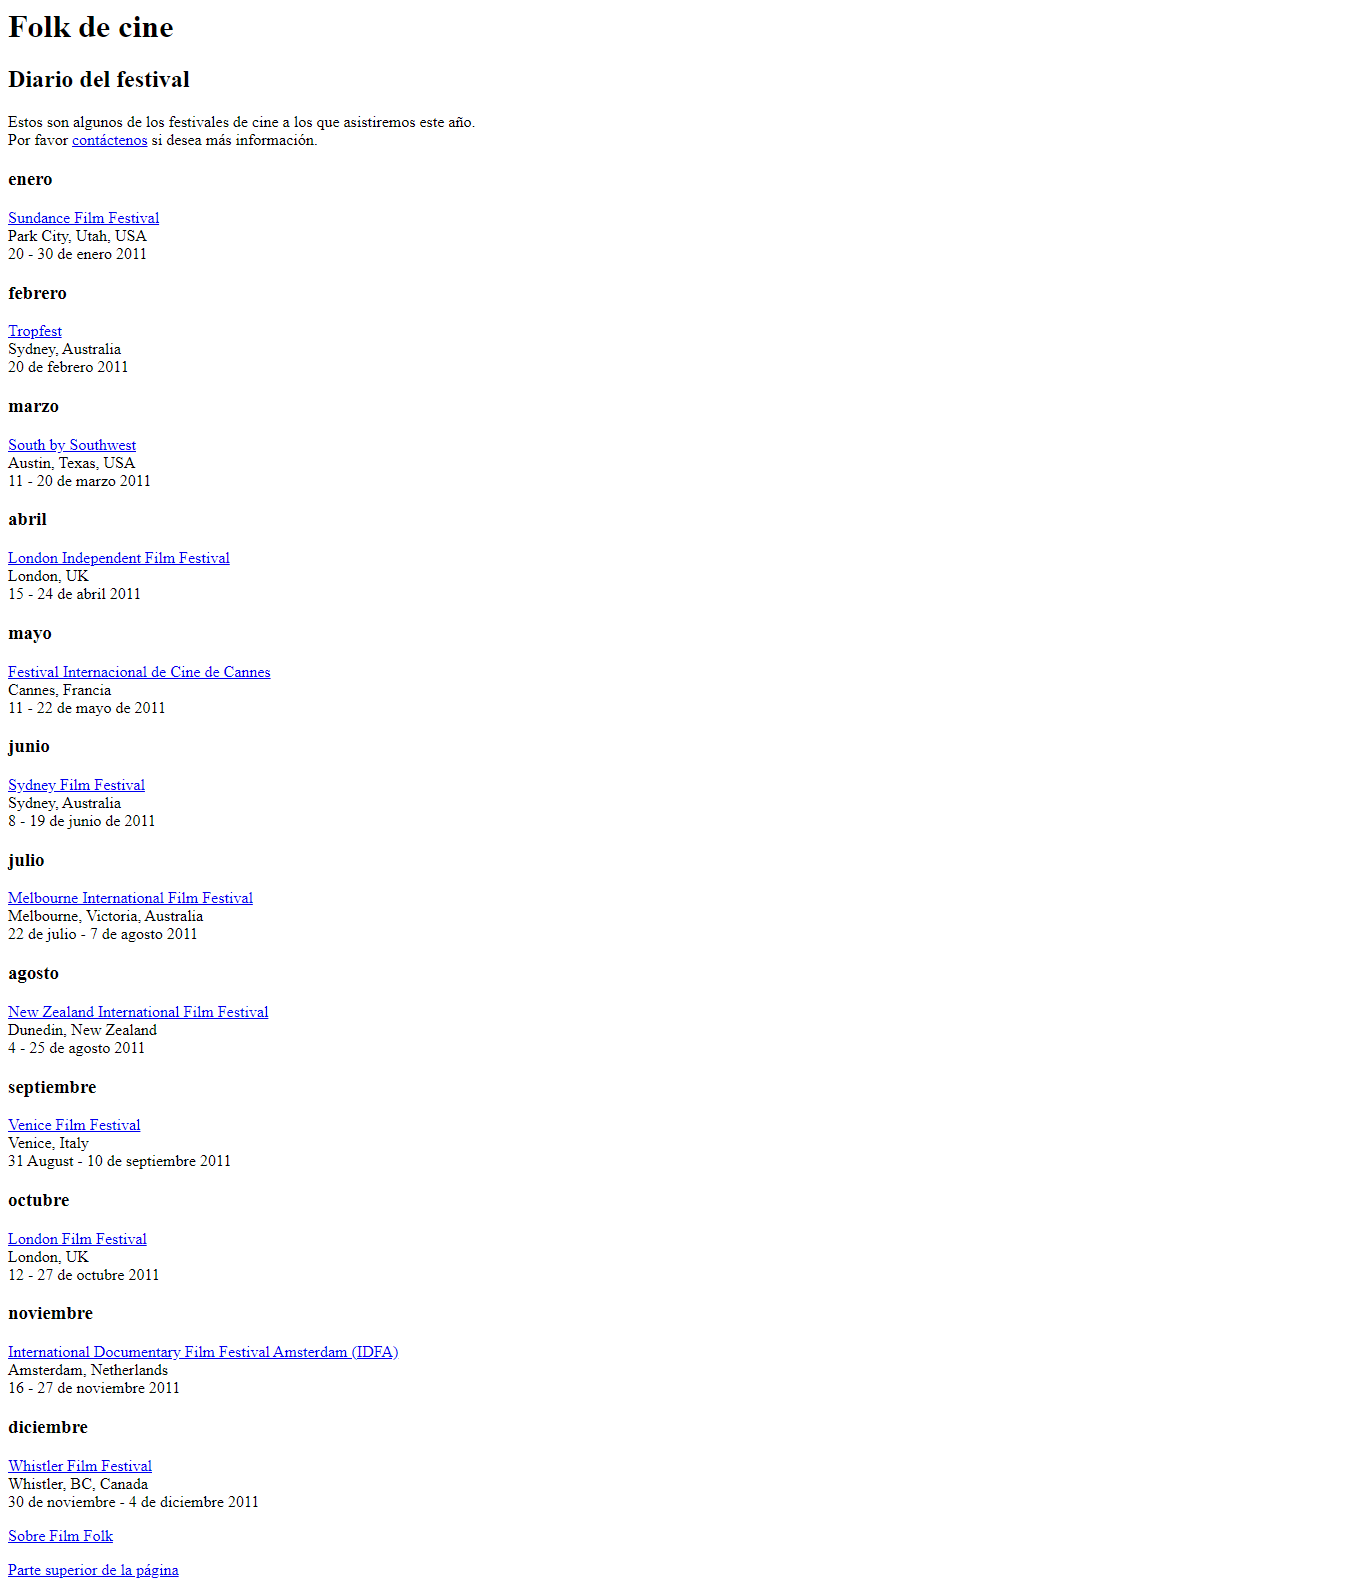 Folk de cine
Diario del festival
Estos son algunos de los festivales de cine a los que asistiremos este año.
Por favor contáctenos si desea más información.
enero
Sundance Film Festival
Park City, Utah, USA
20 - 30 de enero 2011
febrero
Tropfest
Sydney, Australia
20 de febrero 2011
marzo
South by Southwest
Austin, Texas, USA
11 - 20 de marzo 2011
abril
London Independent Film Festival
London, UK
15 - 24 de abril 2011
mayo
Festival Internacional de Cine de Cannes
Cannes, Francia
11 - 22 de mayo de 2011
junio
Sydney Film Festival
Sydney, Australia
8 - 19 de junio de 2011
julio
Melbourne International Film Festival
Melbourne, Victoria, Australia
22 de julio - 7 de agosto 2011
agosto
New Zealand International Film Festival
Dunedin, New Zealand
4 - 25 de agosto 2011
septiembre
Venice Film Festival
Venice, Italy
31 August - 10 de septiembre 2011
octubre
London Film Festival
London, UK
12 - 27 de octubre 2011
noviembre
International Documentary Film Festival Amsterdam (IDFA)
Amsterdam, Netherlands
16 - 27 de noviembre 2011
diciembre
Whistler Film Festival
Whistler, BC, Canada
30 de noviembre - 4 de diciembre 2011
Sobre Film Folk
Parte superior de la página